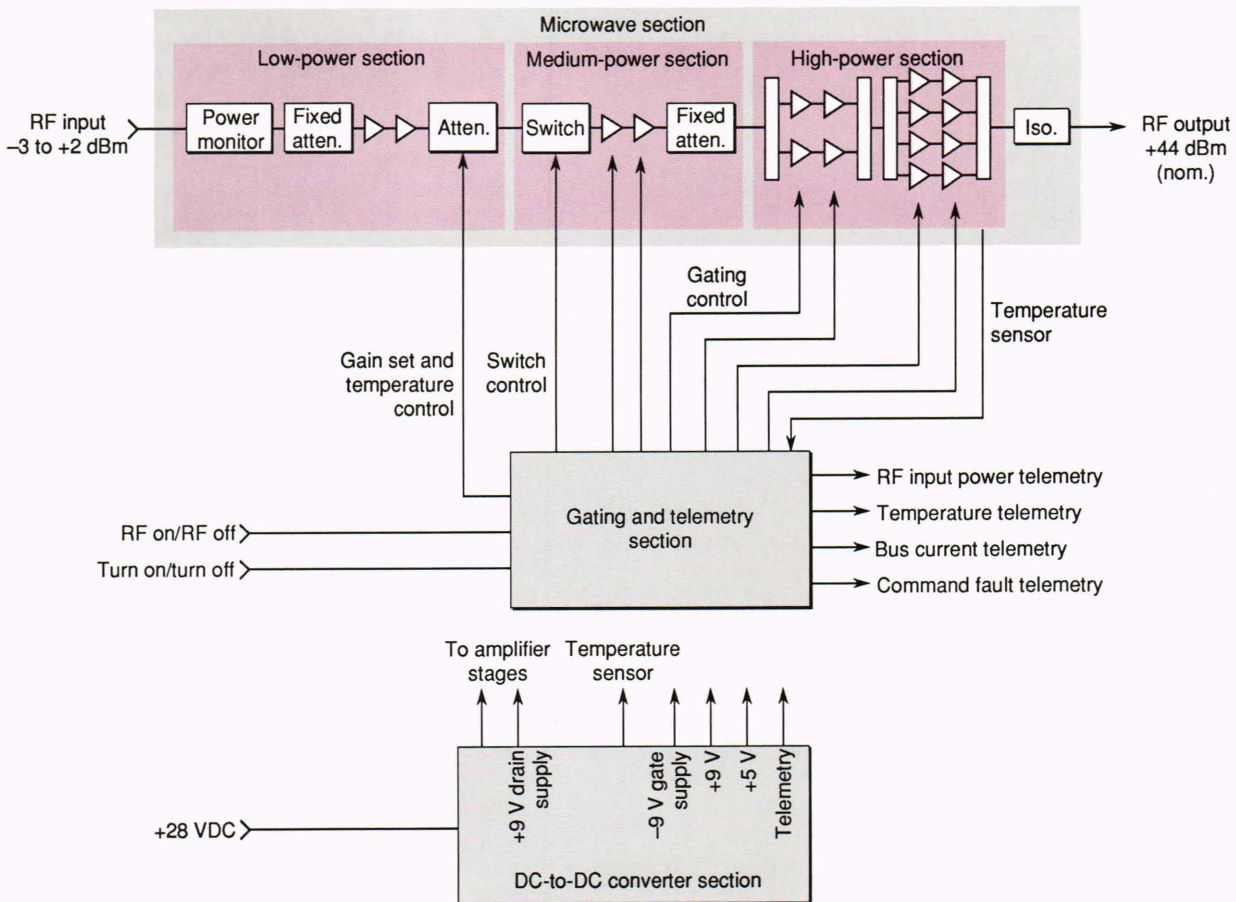 Microwave section
Low-power section
Medium-power section
High-power section
RF input
–3 to +2 dBm
Power
monitor
Fixed
atten.
Atten.
Switch
Fixed
atten.
Iso.
RF output
+44 dBm
(nom.)
Gating
control
Temperature
sensor
Gain set and
temperature
control
Switch
control
Gating and telemetry
section
RF on/RF off
Turn on/turn off
RF input power telemetry
Temperature telemetry
Bus current telemetry
Command fault telemetry
To amplifier
stages
Temperature
sensor
+9 V drain
supply
–9 V gate
supply
+9 V
+5 V
Telemetry
+28 VDC
DC-to-DC converter section